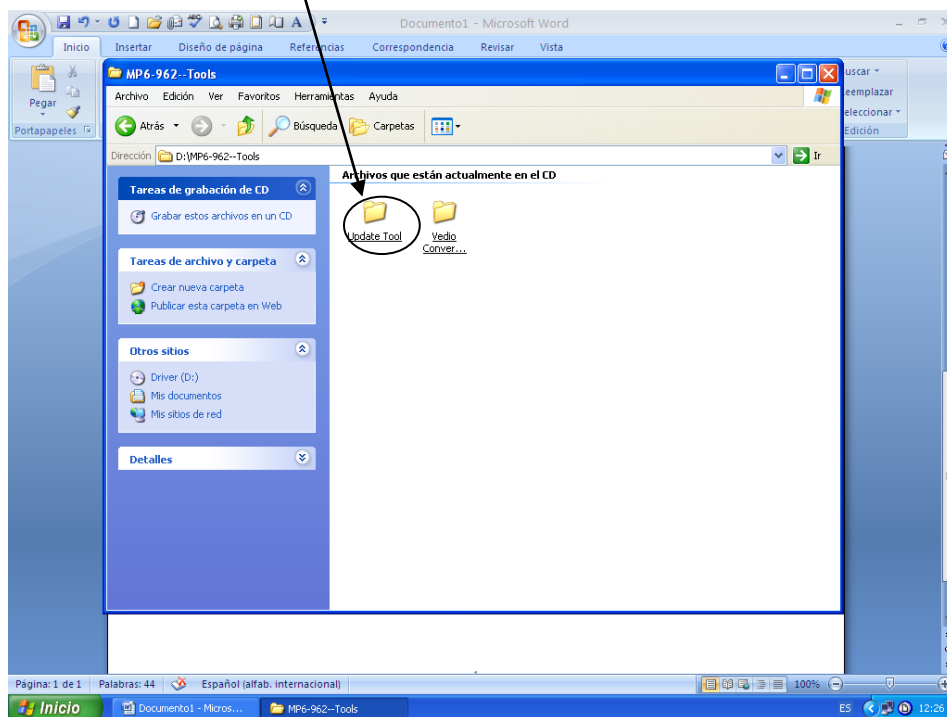 Documento1 - Microsoft Word
Inicio
Insertar
Diseño de página
Referencias
Correspondencia
Revisar
Vista
Pegar
Portapapeles
Edición
MP6-962--Tools
Archivo
Edición
Ver
Favoritos
Herramientas
Ayuda
Atrás
Búsqueda
Carpetas
Dirección
D:\MP6-962--Tools
Ir
Tareas de grabación de CD
Grabar estos archivos en un CD
Tareas de archivo y carpeta
Crear nueva carpeta
Publicar esta carpeta en Web
Otros sitios
Driver (D:)
Mis documentos
Mis sitios de red
Detalles
Archivos que están actualmente en el CD
Update Tool
Vedio
Conver...
Página: 1 de 1
Palabras: 44
Español (alfab. internacional)
100%
Inicio
Documento1 - Micros...
MP6-962--Tools
ES
12:26